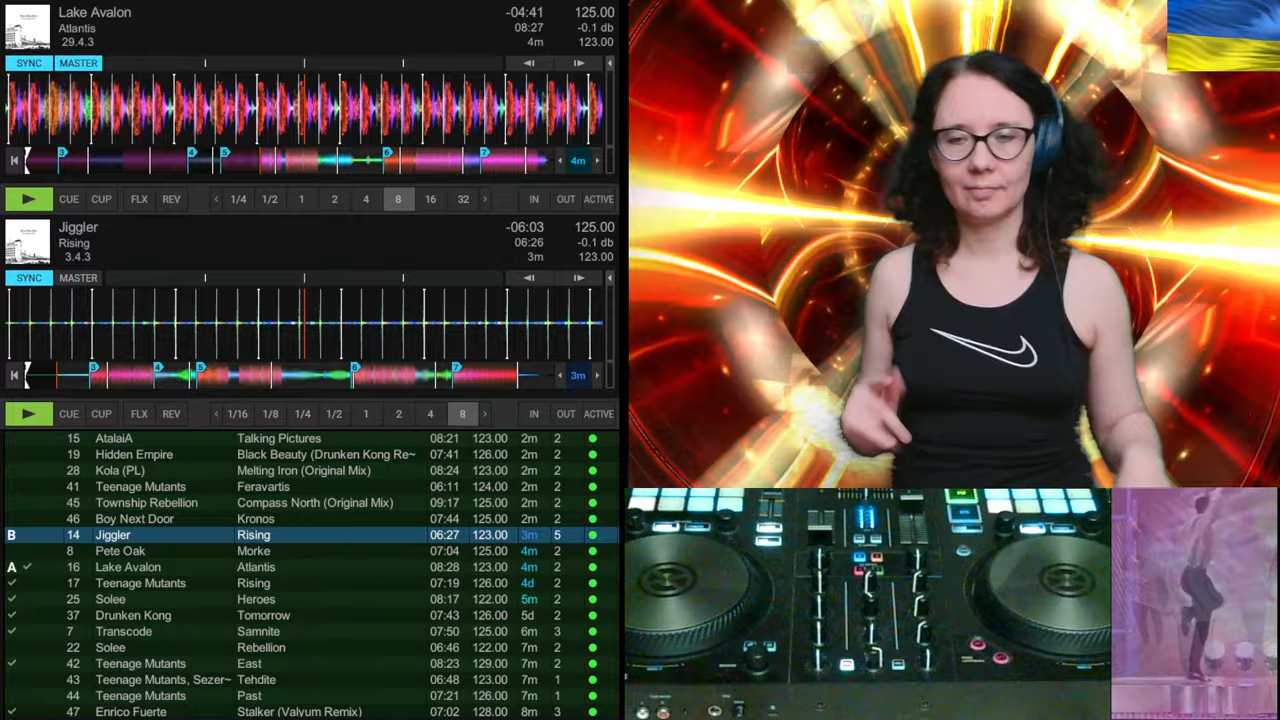 Lake Avalon -04:41 125.00
Atlantis 08:27 -0.1 db
29.4.3 4m 123.00
SYNC MASTER
3 4 5 6 7 4m
CUE CUP FLX REV 1/4 1/2 1 2 4 8 16 32 IN OUT ACTIVE
Jiggler -06:03 125.00
Rising 06:26 -0.1 db
3.4.3 3m 123.00
SYNC MASTER
3 4 5 6 7 3m
CUE CUP FLX REV 1/16 1/8 1/4 1/2 1 2 4 8 IN OUT ACTIVE
15 AtalaiA Talking Pictures 08:21 123.00 2m 2
19 Hidden Empire Black Beauty (Drunken Kong Re~ 07:41 126.00 2m 2
28 Kola (PL) Melting Iron (Original Mix) 08:24 123.00 2m 2
41 Teenage Mutants Feravartis 06:11 124.00 2m 2
45 Township Rebellion Compass North (Original Mix) 09:17 125.00 2m 2
46 Boy Next Door Kronos 07:44 125.00 2m 2
B 14 Jiggler Rising 06:27 123.00 3m 5
8 Pete Oak Morke 07:04 125.00 4m 2
A 16 Lake Avalon Atlantis 08:28 123.00 4m 2
17 Teenage Mutants Rising 07:19 126.00 4d 2
25 Solee Heroes 08:17 122.00 5m 2
37 Drunken Kong Tomorrow 07:43 126.00 5d 2
7 Transcode Samnite 07:50 125.00 6m 3
22 Solee Rebellion 06:46 122.00 7m 2
42 Teenage Mutants East 08:23 129.00 7m 2
43 Teenage Mutants, Sezer~ Tehdite 06:48 123.00 7m 1
44 Teenage Mutants Past 07:21 126.00 7m 1
47 Enrico Fuerte Stalker (Valyum Remix) 07:02 128.00 8m 3